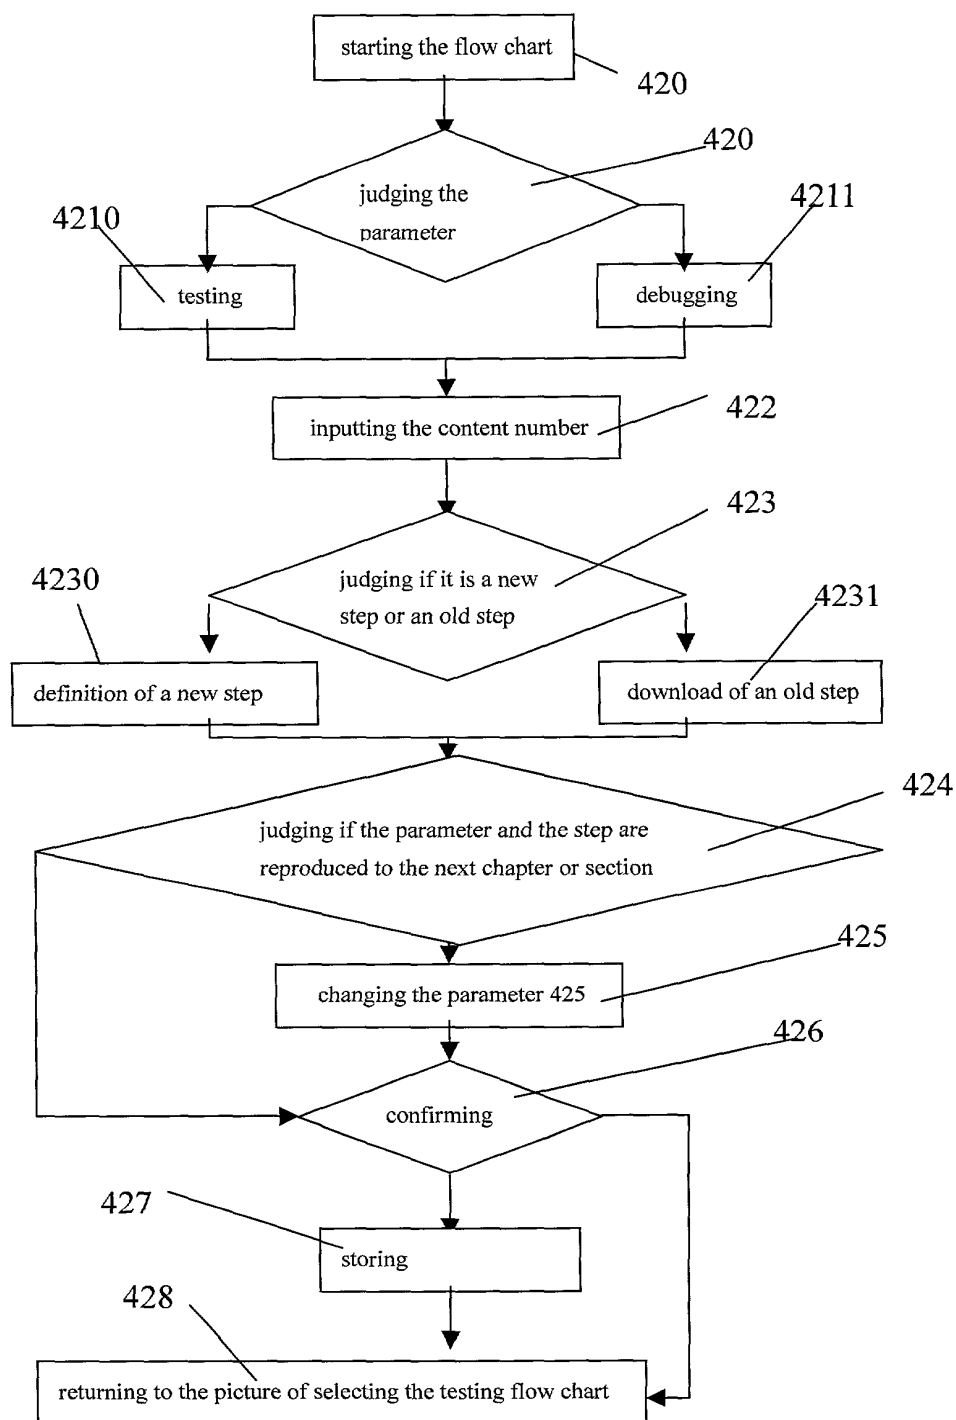 starting the flow chart
420
420
judging the
parameter
4210
4211
testing
debugging
422
inputting the content number
423
judging if it is a new
step or an old step
4230
4231
definition of a new step
download of an old step
424
judging if the parameter and the step are
reproduced to the next chapter or section
425
changing the parameter 425
426
confirming
427
storing
428
returning to the picture of selecting the testing flow chart